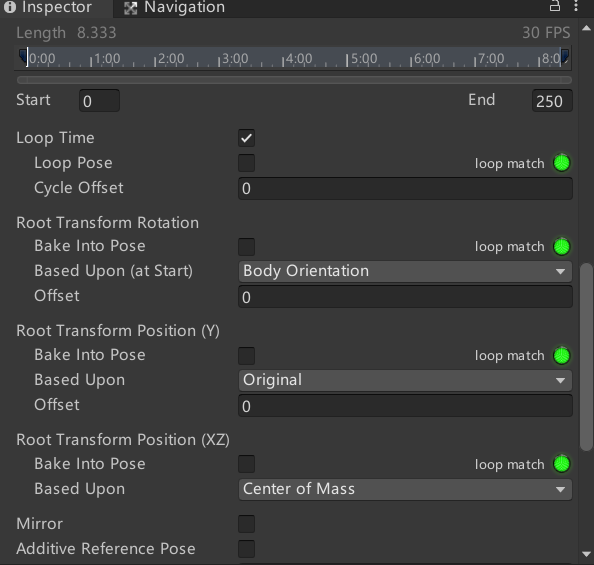 Inspector Navigation
Length 8.333 30 FPS
0:00 1:00 2:00 3:00 4:00 5:00 6:00 7:00 8:0
Start 0 End 250
Loop Time
Loop Pose loop match
Cycle Offset 0
Root Transform Rotation
Bake Into Pose loop match
Based Upon (at Start) Body Orientation
Offset 0
Root Transform Position (Y)
Bake Into Pose loop match
Based Upon Original
Offset 0
Root Transform Position (XZ)
Bake Into Pose loop match
Based Upon Center of Mass
Mirror
Additive Reference Pose